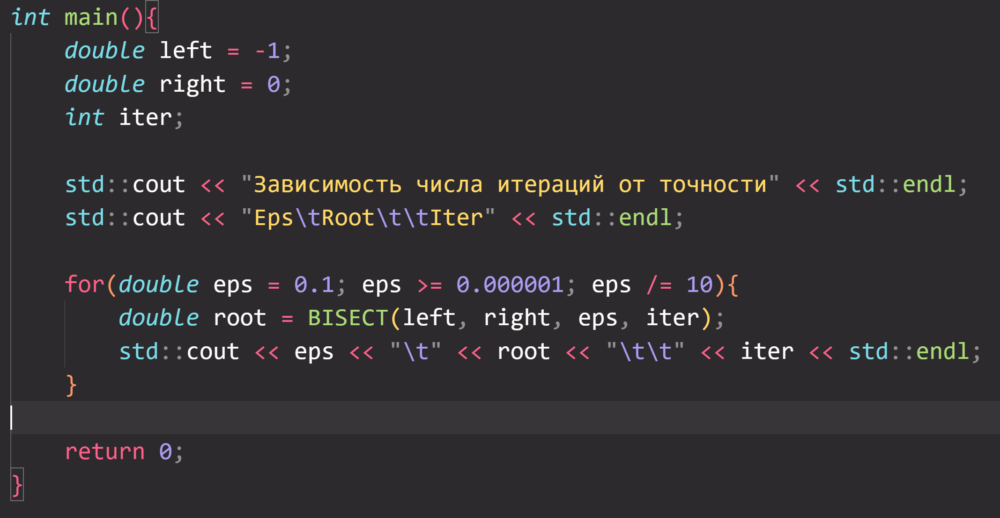 int main(){
    double left = -1;
    double right = 0;
    int iter;

    std::cout << "Зависимость числа итераций от точности" << std::endl;
    std::cout << "Eps\tRoot\t\tIter" << std::endl;

    for(double eps = 0.1; eps >= 0.000001; eps /= 10){
        double root = BISECT(left, right, eps, iter);
        std::cout << eps << "\t" << root << "\t\t" << iter << std::endl;
    }

    return 0;
}